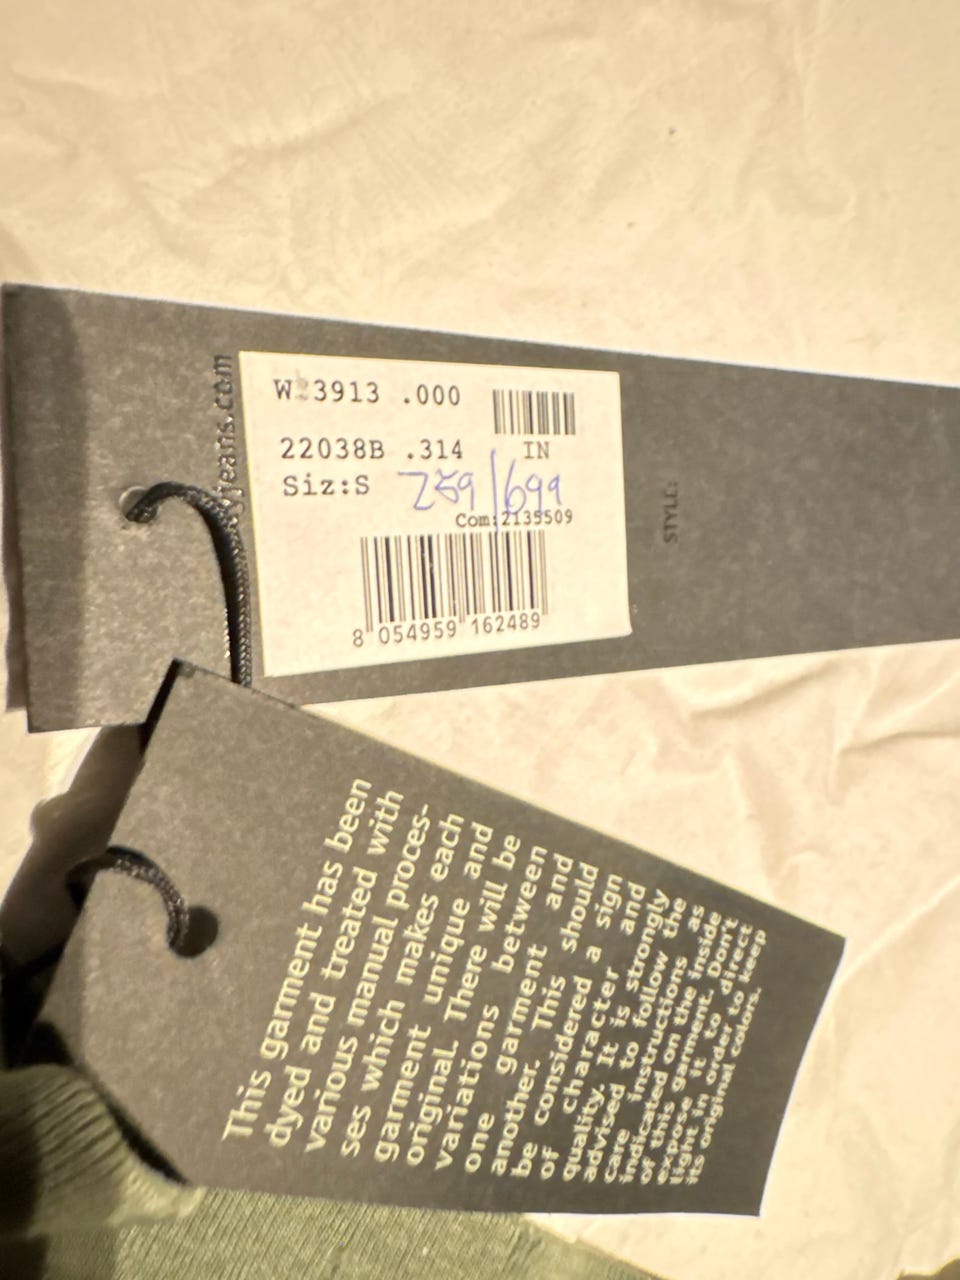 3913 .000
22038B .314 IN
Siz:S 259/699
Com:2135509
8 054959 162489
jeans.com
STYLE:
This garment has been
dyed and treated with
various manual proces-
ses which makes each
garment unique and
original. There will be
variations between
one garment and
another. This should
be considered a sign
of character and
quality. It is strongly
advised to follow the
care instructions as
indicated on the inside
of this garment. Don't
expose it to direct
light in order to keep
its original colors.